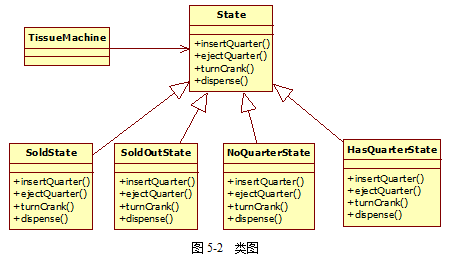 State
TissueMachine
+insertQuarter()
+ejectQuarter()
+turnCrank()
+dispense()
SoldState
+insertQuarter()
+ejectQuarter()
+turnCrank()
+dispense()
SoldOutState
+insertQuarter()
+ejectQuarter()
+turnCrank()
+dispense()
NoQuarterState
+insertQuarter()
+ejectQuarter()
+turnCrank()
+dispense()
HasQuarterState
+insertQuarter()
+ejectQuarter()
+turnCrank()
+dispense()
图 5-2 类图